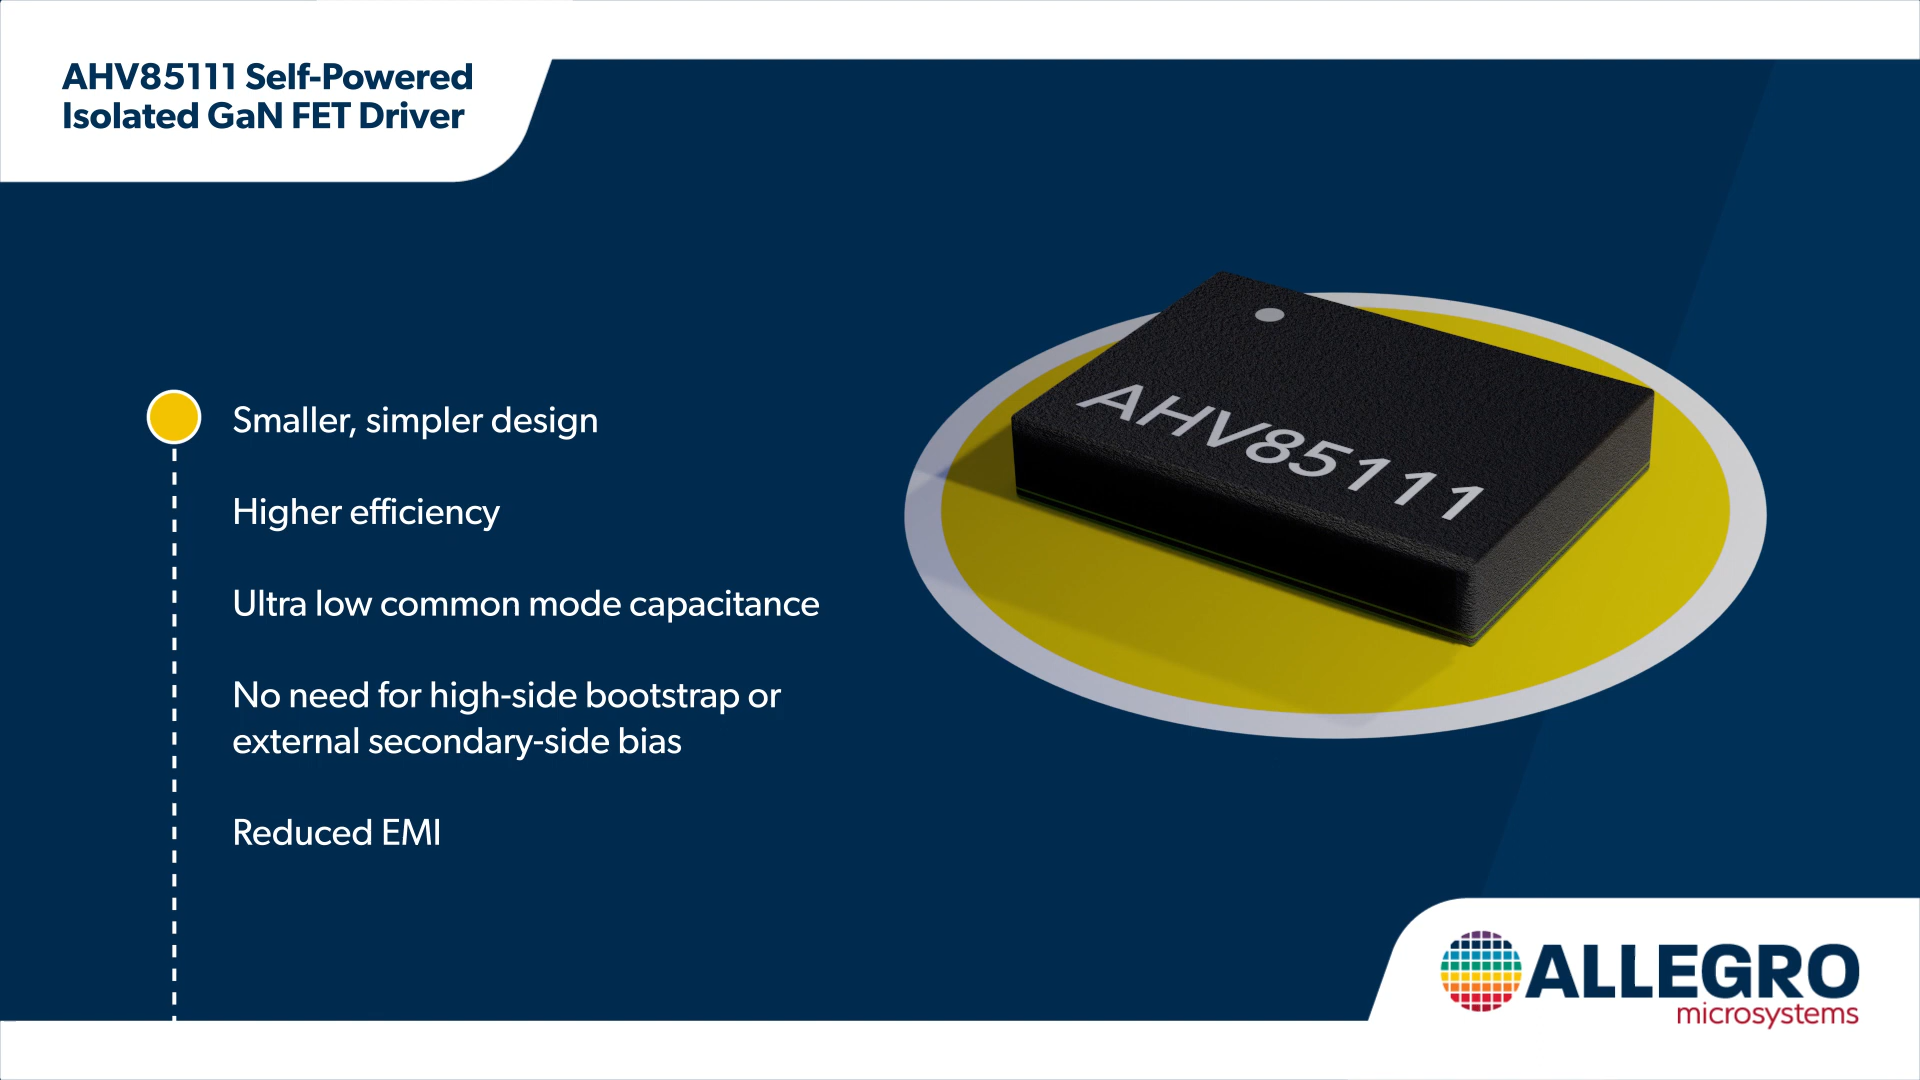 AHV85111 Self-Powered
Isolated GaN FET Driver
Smaller, simpler design
Higher efficiency
Ultra low common mode capacitance
No need for high-side bootstrap or
external secondary-side bias
Reduced EMI
AHV85111
ALLEGRO
microsystems